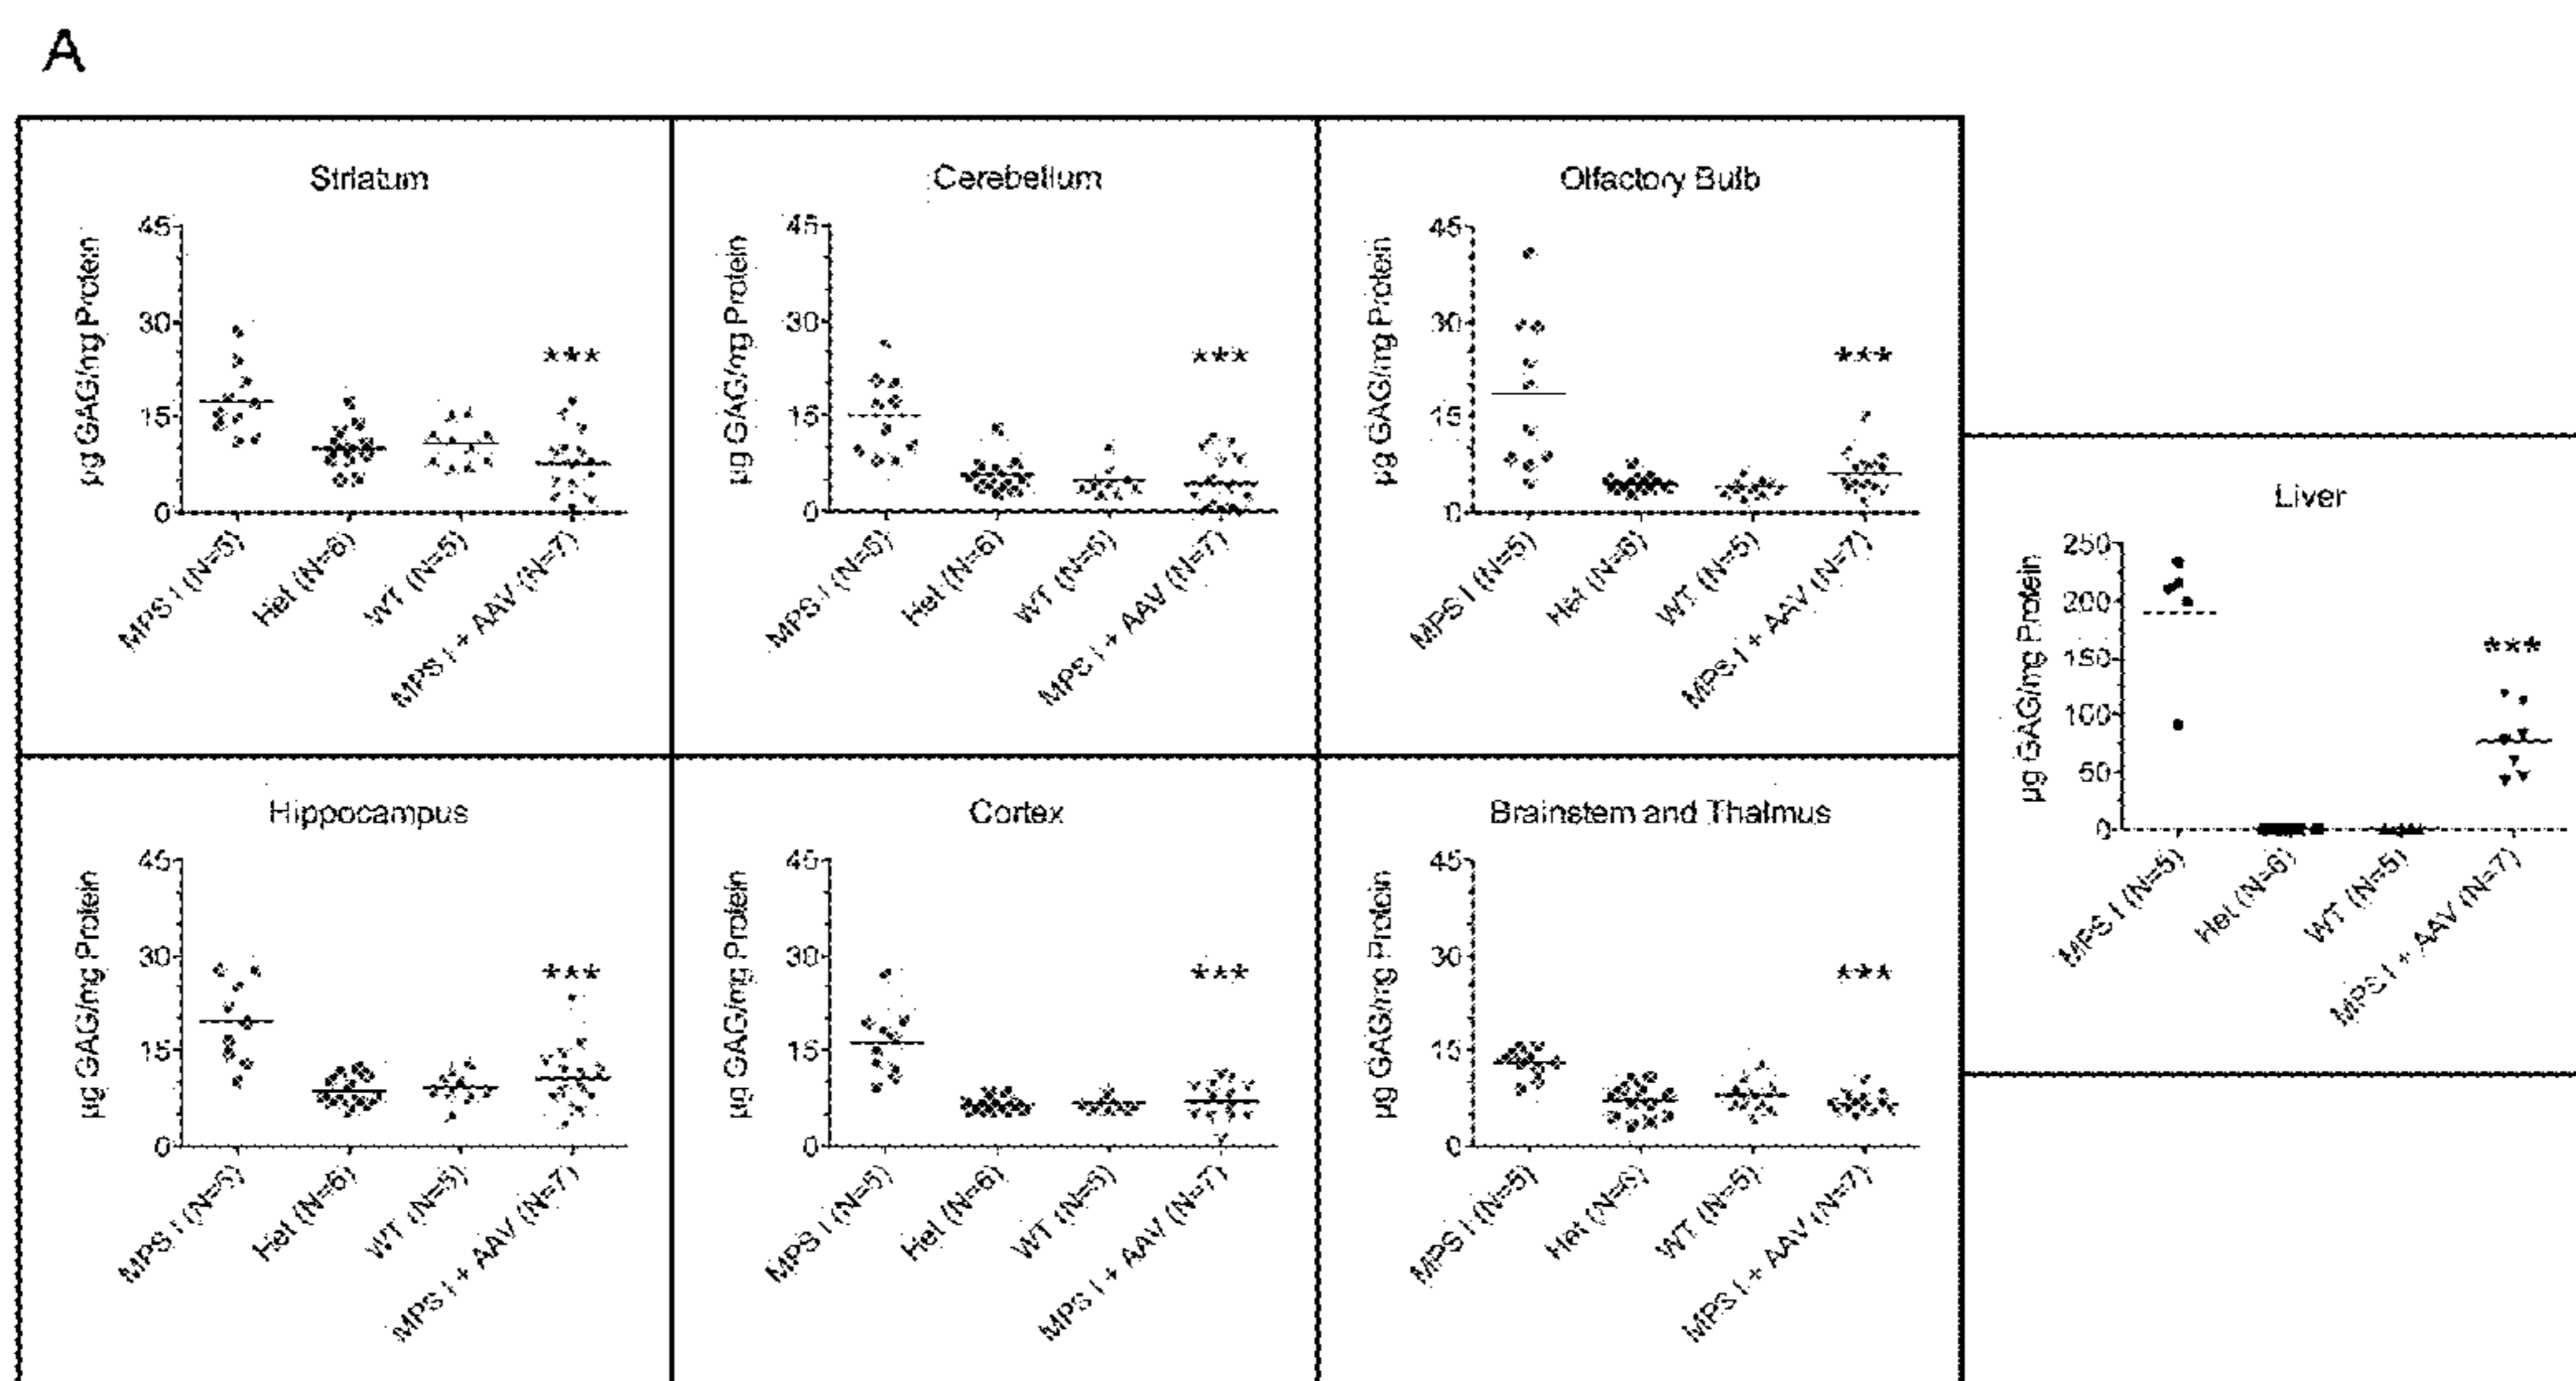 A
Striatum
µg GAG/mg Protein
45
30
15
0
***
MPS I (N=5)
Het (N=6)
WT (N=5)
MPS I + AAV (N=7)
Cerebellum
µg GAG/mg Protein
45
30
15
0
***
MPS I (N=5)
Het (N=6)
WT (N=5)
MPS I + AAV (N=7)
Olfactory Bulb
µg GAG/mg Protein
45
30
15
0
***
MPS I (N=5)
Het (N=6)
WT (N=5)
MPS I + AAV (N=7)
Liver
µg GAG/mg Protein
250
200
150
100
50
0
***
MPS I (N=5)
Het (N=6)
WT (N=5)
MPS I + AAV (N=7)
Hippocampus
µg GAG/mg Protein
45
30
15
0
***
MPS I (N=5)
Het (N=6)
WT (N=5)
MPS I + AAV (N=7)
Cortex
µg GAG/mg Protein
45
30
15
0
***
MPS I (N=5)
Het (N=6)
WT (N=5)
MPS I + AAV (N=7)
Brainstem and Thalmus
µg GAG/mg Protein
45
30
15
0
***
MPS I (N=5)
Het (N=6)
WT (N=5)
MPS I + AAV (N=7)